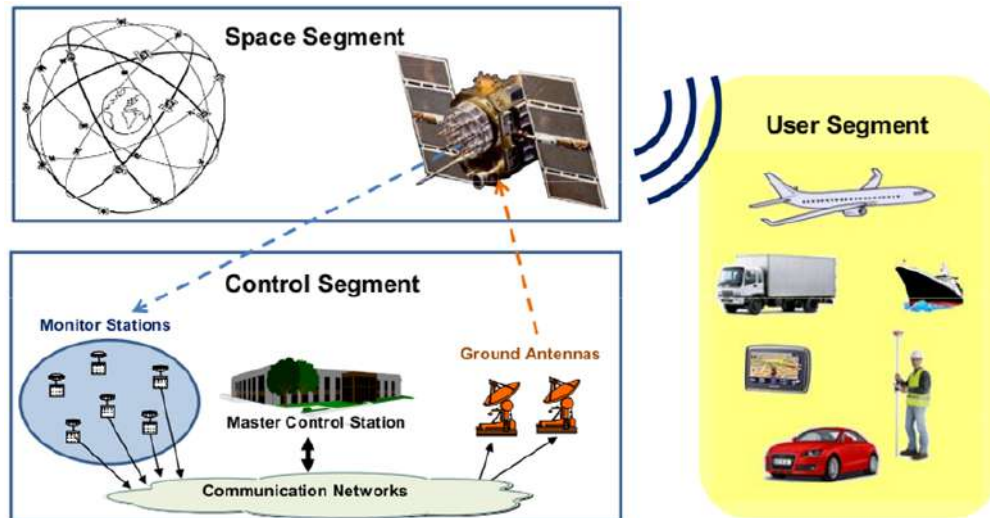 Space Segment
User Segment
Control Segment
Monitor Stations
Ground Antennas
Master Control Station
Communication Networks